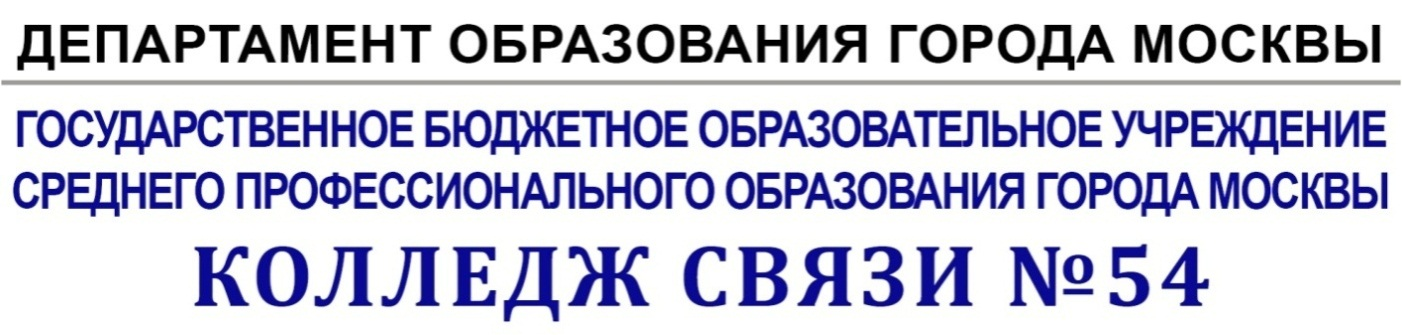 ДЕПАРТАМЕНТ ОБРАЗОВАНИЯ ГОРОДА МОСКВЫ
ГОСУДАРСТВЕННОЕ БЮДЖЕТНОЕ ОБРАЗОВАТЕЛЬНОЕ УЧРЕЖДЕНИЕ
СРЕДНЕГО ПРОФЕССИОНАЛЬНОГО ОБРАЗОВАНИЯ ГОРОДА МОСКВЫ
КОЛЛЕДЖ СВЯЗИ №54